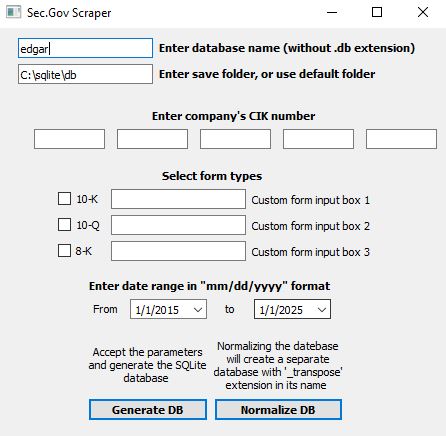 Sec.Gov Scraper
edgar Enter database name (without .db extension)
C:\sqlite\db Enter save folder, or use default folder
Enter company's CIK number
Select form types
10-K Custom form input box 1
10-Q Custom form input box 2
8-K Custom form input box 3
Enter date range in "mm/dd/yyyy" format
From 1/1/2015 to 1/1/2025
Accept the parameters
and generate the SQLite
database
Normalizing the datebase
will create a separate
database with '_transpose'
extension in its name
Generate DB Normalize DB